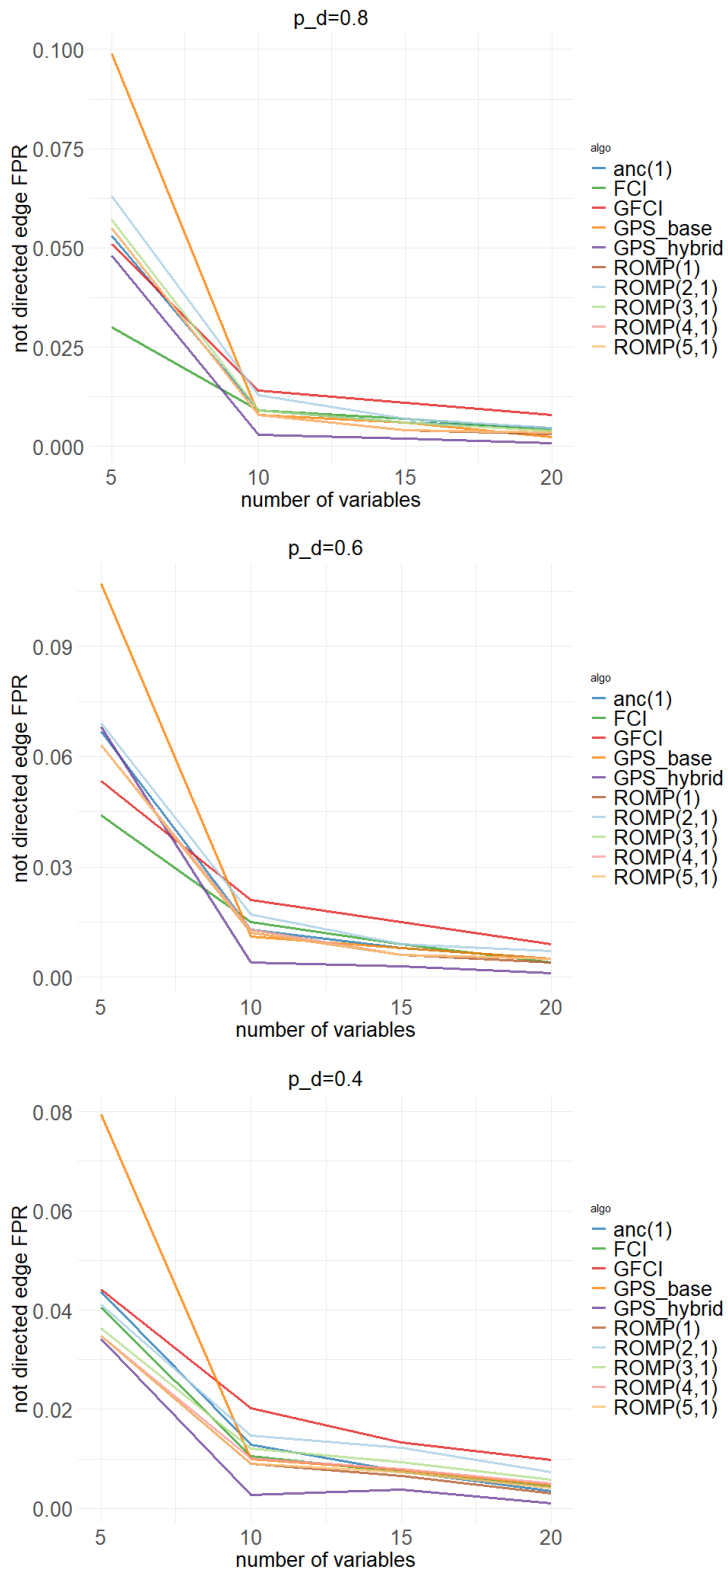 p_d=0.8
not directed edge FPR
0.100
0.075
0.050
0.025
0.000
5 10 15 20
number of variables
algo
anc(1)
FCI
GFCI
GPS_base
GPS_hybrid
ROMP(1)
ROMP(2,1)
ROMP(3,1)
ROMP(4,1)
ROMP(5,1)
p_d=0.6
not directed edge FPR
0.09
0.06
0.03
0.00
5 10 15 20
number of variables
algo
anc(1)
FCI
GFCI
GPS_base
GPS_hybrid
ROMP(1)
ROMP(2,1)
ROMP(3,1)
ROMP(4,1)
ROMP(5,1)
p_d=0.4
not directed edge FPR
0.08
0.06
0.04
0.02
0.00
5 10 15 20
number of variables
algo
anc(1)
FCI
GFCI
GPS_base
GPS_hybrid
ROMP(1)
ROMP(2,1)
ROMP(3,1)
ROMP(4,1)
ROMP(5,1)